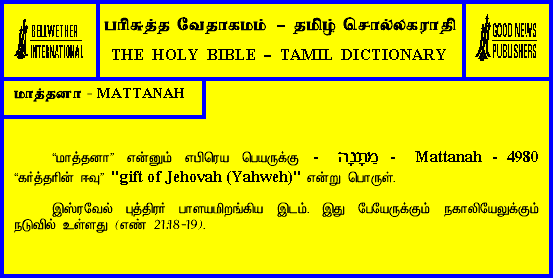 BELLWETHER
INTERNATIONAL
பரிசுத்த வேதாகமம் – தமிழ் சொல்லகராதி
THE HOLY BIBLE – TAMIL DICTIONARY
GOOD NEWS
PUBLISHERS
மாத்தனா - MATTANAH
“மாத்தனா” என்னும் எபிரெய பெயருக்கு - מַתָּנָה - Mattanah - 4980
“கர்த்தரின் ஈவு” "gift of Jehovah (Yahweh)" என்று பொருள்.
இஸ்ரவேல் புத்திரர் பாளயமிறங்கிய இடம். இது பேயேருக்கும் நகாலியேலுக்கும்
நடுவில் உள்ளது (எண் 21:18-19).